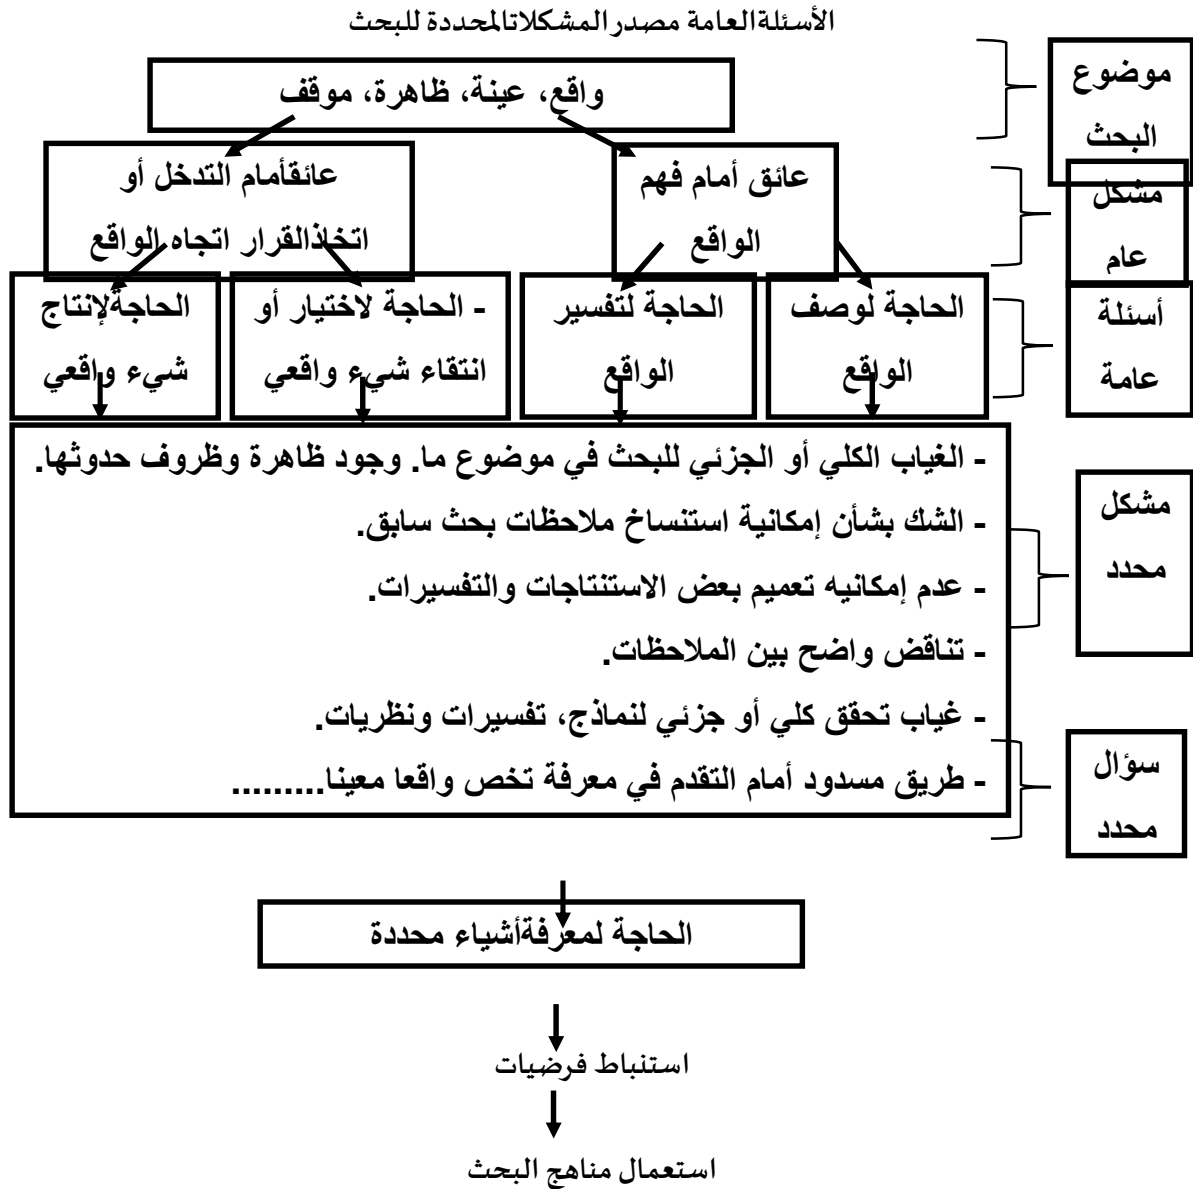 الأسئلةالعامة مصدر المشكلاتالمحددة للبحث
موضوع
البحث
واقع، عينة، ظاهرة، موقف
مشكل
عام
عائق أمام فهم
الواقع
عائقأمام التدخل أو
اتخاذالقرار اتجاه الواقع
أسئلة
عامة
الحاجة لوصف
الواقع
الحاجة لتفسير
الواقع
- الحاجة لاختيار أو
انتقاء شيء واقعي
الحاجةلإنتاج
شيء واقعي
مشكل
محدد
- الغياب الكلي أو الجزئي للبحث في موضوع ما. وجود ظاهرة وظروف حدوثها.
- الشك بشأن إمكانية استنساخ ملاحظات بحث سابق.
- عدم إمكانيه تعميم بعض الاستنتاجات والتفسيرات.
- تناقض واضح بين الملاحظات.
- غياب تحقق كلي أو جزئي لنماذج، تفسيرات ونظريات.
- طريق مسدود أمام التقدم في معرفة تخص واقعا معينا.........
سؤال
محدد
الحاجة لمعرفةأشياء محددة
استنباط فرضيات
استعمال مناهج البحث